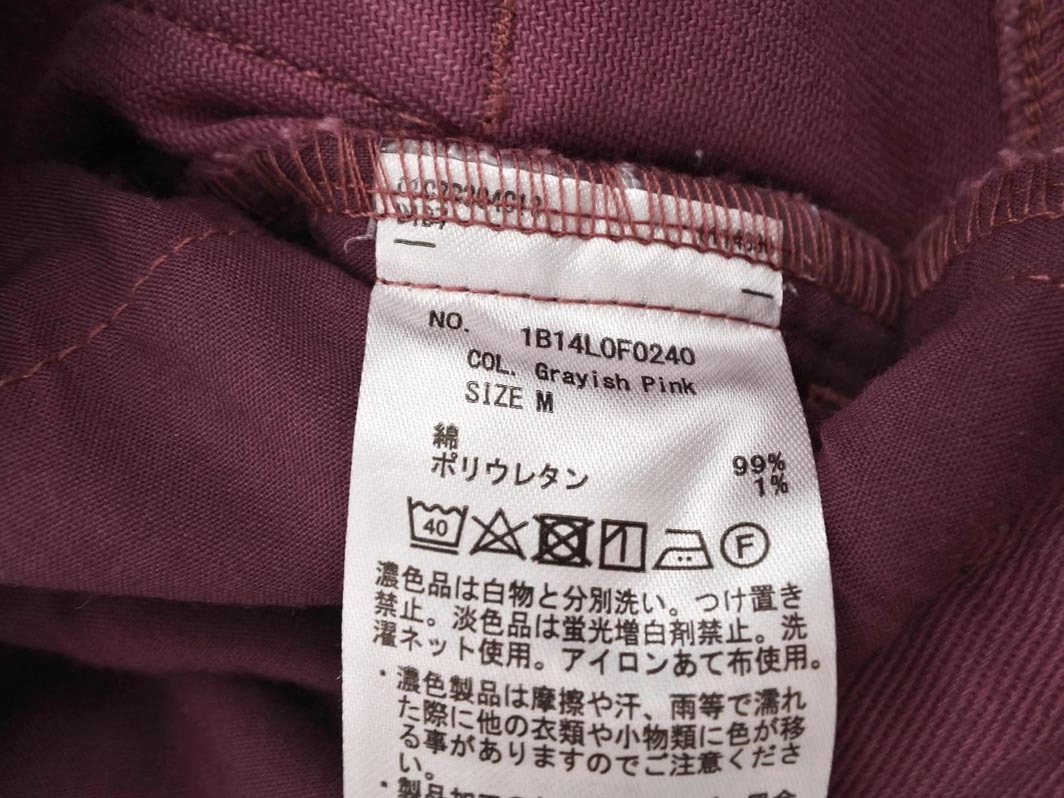 NO. 1B14L0F0240
COL. Grayish Pink
SIZE M
綿 99%
ポリウレタン 1%
40
F
濃色品は白物と分別洗い。つけ置き
禁止。淡色品は蛍光増白剤禁止。洗
濯ネット使用。アイロンあて布使用。
・濃色製品は摩擦や汗、雨等で濡れ
た際に他の衣類や小物類に色が移
る事がありますのでご注意くださ
い。